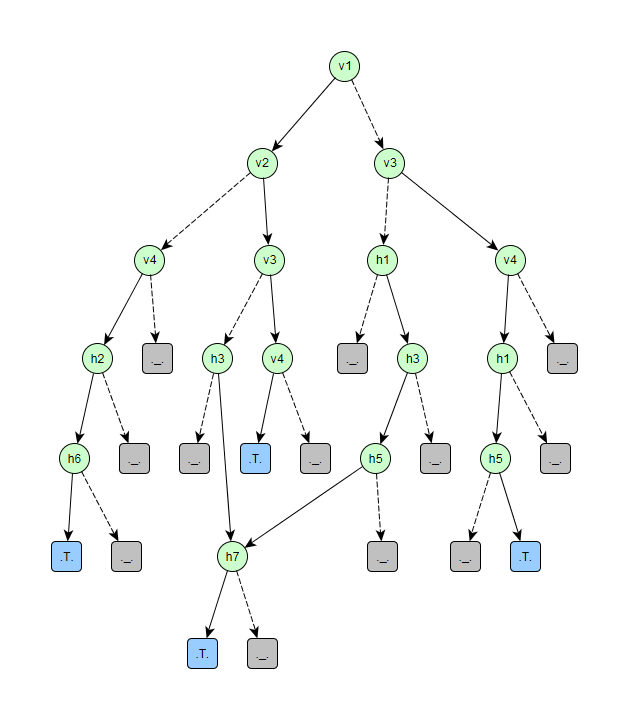 v1
v2 v3
v4 v3 h1 v4
h2 ._. h3 v4 ._. h3 h1 ._.
h6 ._. ._. .T. ._. h5 ._. h5 ._.
.T. ._. h7 ._. ._. .T.
.T. ._.